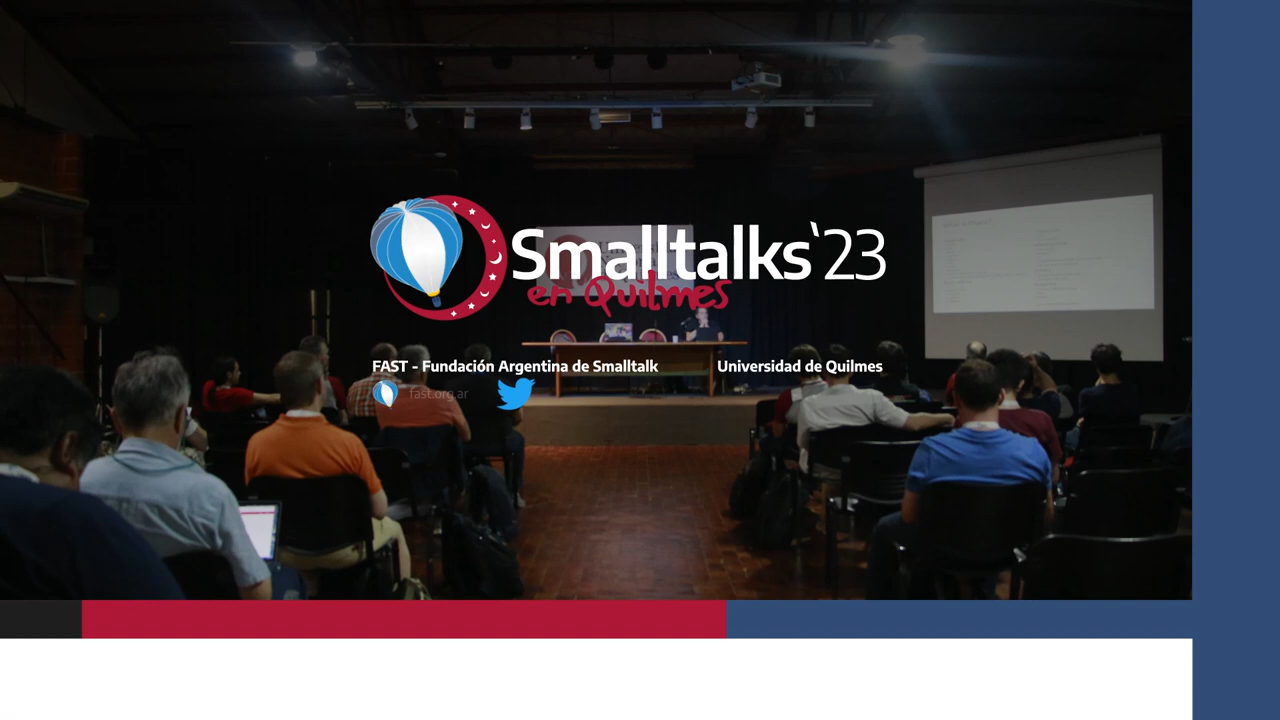 Smalltalks`23
en Quilmes
FAST - Fundación Argentina de Smalltalk
Universidad de Quilmes
fast.org.ar